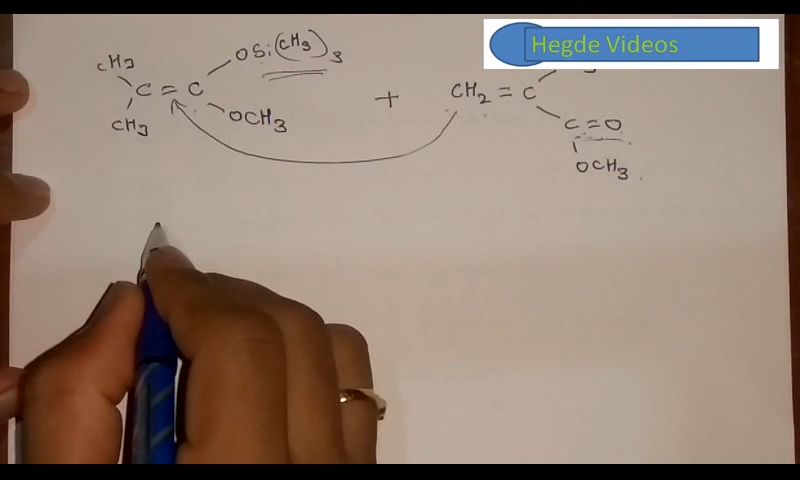 Hegde Videos
CH3 OSi(CH3)3
C = C + CH2 = C
CH3 OCH3 C=O
OCH3